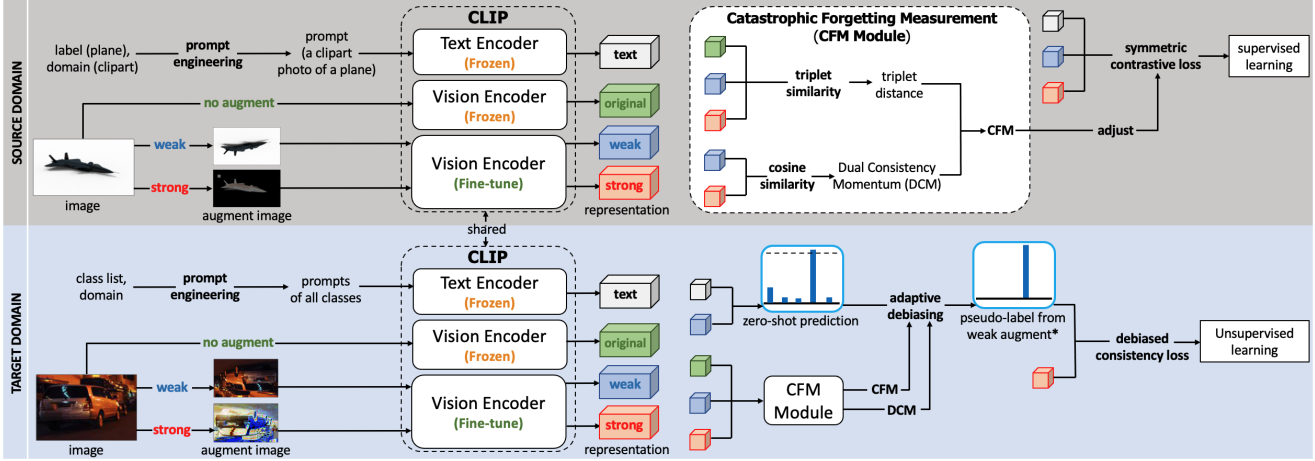 SOURCE DOMAIN
label (plane),
domain (clipart)
prompt
engineering
prompt
(a clipart
photo of a plane)
no augment
weak
strong
image
augment image
CLIP
Text Encoder
(Frozen)
Vision Encoder
(Frozen)
Vision Encoder
(Fine-tune)
text
original
weak
strong
representation
Catastrophic Forgetting Measurement
(CFM Module)
triplet
similarity
triplet
distance
cosine
similarity
Dual Consistency
Momentum (DCM)
CFM
adjust
symmetric
contrastive loss
supervised
learning
shared
TARGET DOMAIN
class list,
domain
prompt
engineering
prompts
of all classes
no augment
weak
strong
image
augment image
CLIP
Text Encoder
(Frozen)
Vision Encoder
(Frozen)
Vision Encoder
(Fine-tune)
text
original
weak
strong
representation
zero-shot prediction
adaptive
debiasing
pseudo-label from
weak augment*
CFM
Module
CFM
DCM
debiased
consistency loss
Unsupervised
learning